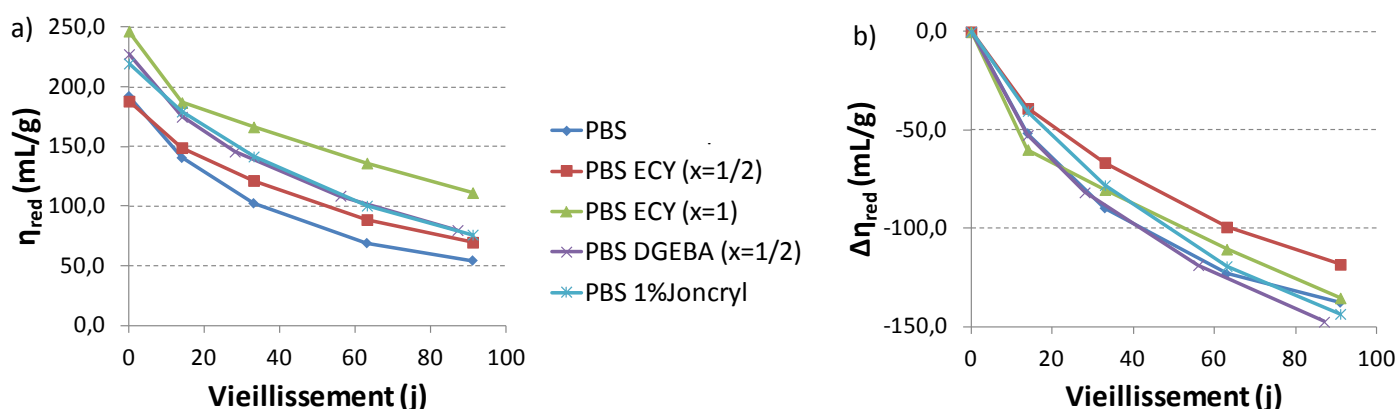 a)
250,0
200,0
150,0
100,0
50,0
0,0
ηred (mL/g)
0 20 40 60 80 100
Vieillissement (j)
PBS
PBS ECY (x=1/2)
PBS ECY (x=1)
PBS DGEBA (x=1/2)
PBS 1%Joncryl
b)
0,0
-50,0
-100,0
-150,0
Δηred (mL/g)
0 20 40 60 80 100
Vieillissement (j)